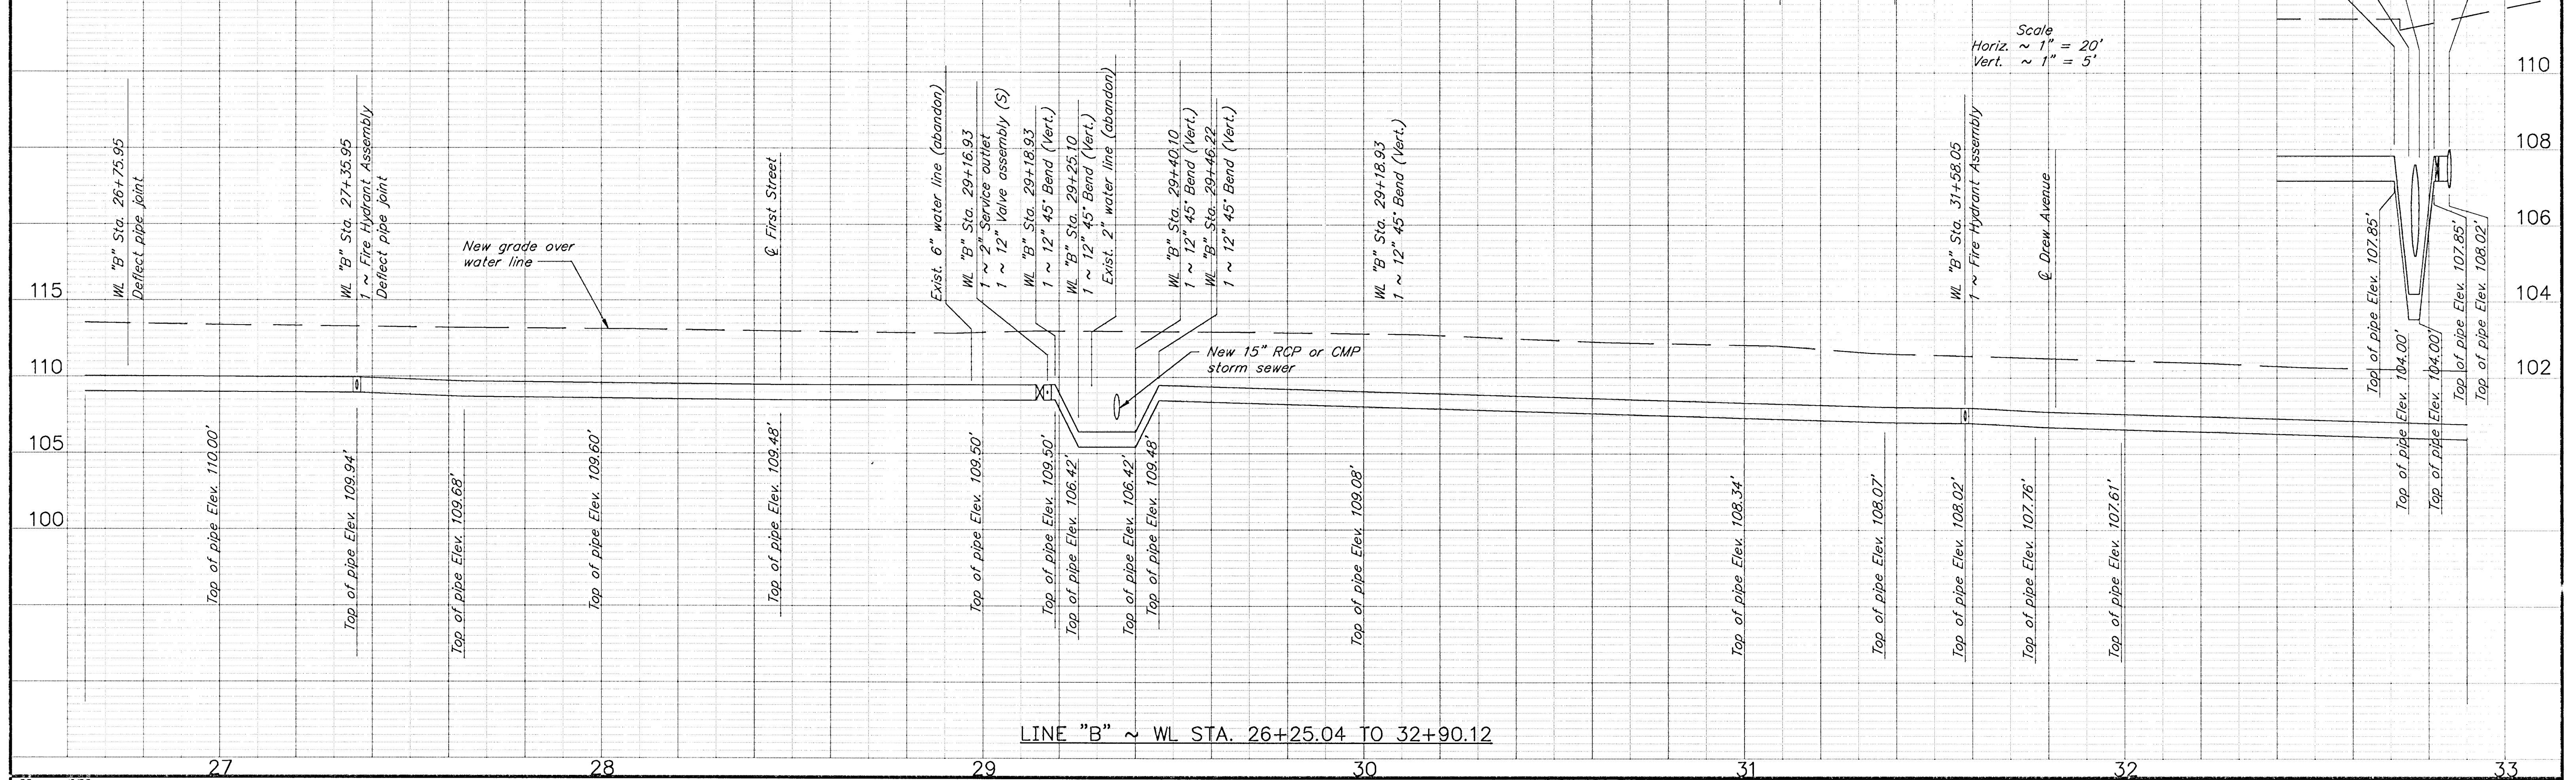 Scale
Horiz. ~ 1" = 20'
Vert. ~ 1" = 5'
110
108
106
104
102
115
110
105
100
WL "B" Sta. 26+75.95
Deflect pipe joint
WL "B" Sta. 27+35.95
1 ~ Fire Hydrant Assembly
Deflect pipe joint
New grade over
water line
℄ First Street
Exist. 6" water line (abandon)
WL "B" Sta. 29+16.93
1 ~ 2" Service outlet
1 ~ 12" Valve assembly (S)
WL "B" Sta. 29+18.93
1 ~ 12" 45° Bend (Vert.)
WL "B" Sta. 29+25.10
1 ~ 12" 45° Bend (Vert.)
Exist. 2" water line (abandon)
WL "B" Sta. 29+40.10
1 ~ 12" 45° Bend (Vert.)
WL "B" Sta. 29+46.22
1 ~ 12" 45° Bend (Vert.)
New 15" RCP or CMP
storm sewer
WL "B" Sta. 29+18.93
1 ~ 12" 45° Bend (Vert.)
WL "B" Sta. 31+58.05
1 ~ Fire Hydrant Assembly
℄ Drew Avenue
Top of pipe Elev. 107.85'
Top of pipe Elev. 104.00'
Top of pipe Elev. 104.00'
Top of pipe Elev. 107.85'
Top of pipe Elev. 108.02'
Top of pipe Elev. 110.00'
Top of pipe Elev. 109.94'
Top of pipe Elev. 109.68'
Top of pipe Elev. 109.60'
Top of pipe Elev. 109.48'
Top of pipe Elev. 109.50'
Top of pipe Elev. 109.50'
Top of pipe Elev. 106.42'
Top of pipe Elev. 106.42'
Top of pipe Elev. 109.48'
Top of pipe Elev. 109.08'
Top of pipe Elev. 108.34'
Top of pipe Elev. 108.07'
Top of pipe Elev. 108.02'
Top of pipe Elev. 107.76'
Top of pipe Elev. 107.61'
LINE "B" ~ WL STA. 26+25.04 TO 32+90.12
27
28
29
30
31
32
33